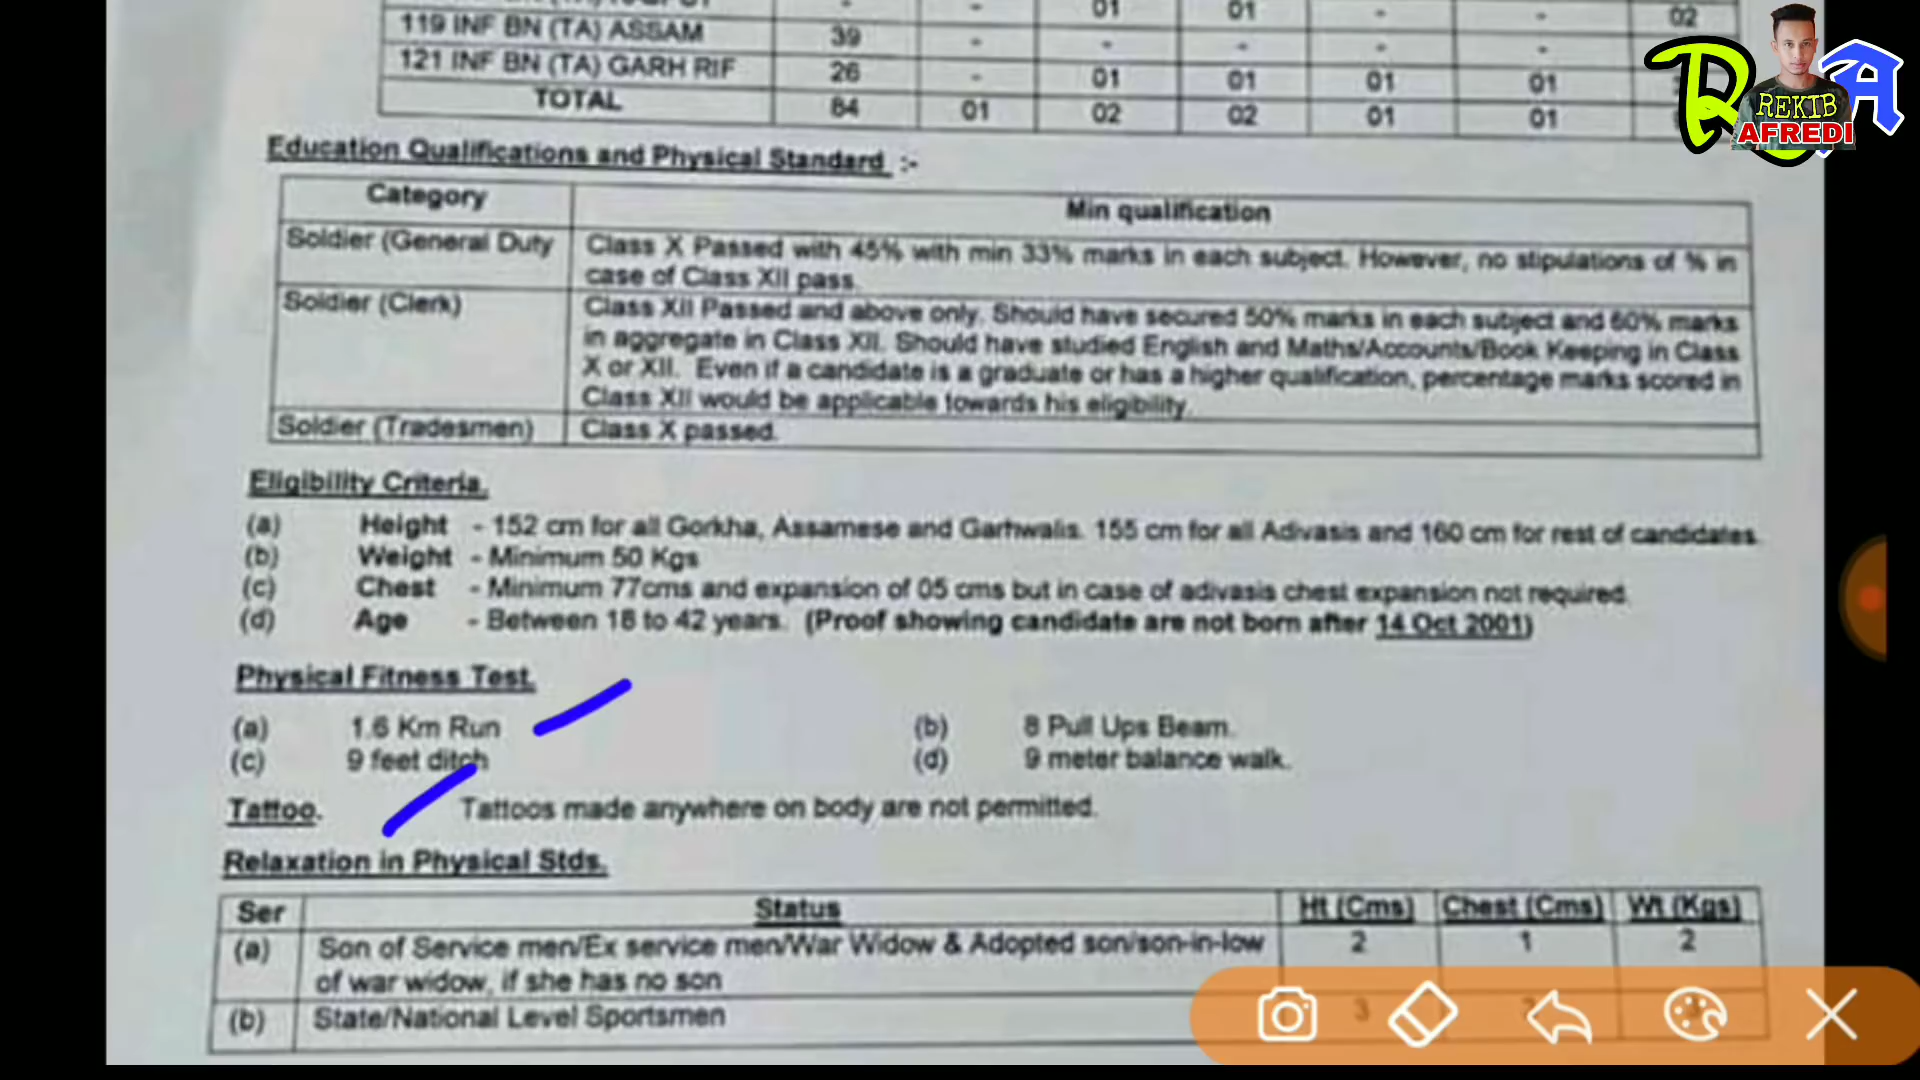 01 01 - - 02
119 INF BN (TA) ASSAM 39 - - - - -
121 INF BN (TA) GARH RIF 26 - 01 01 01 01
TOTAL 84 01 02 02 01 01
Education Qualifications and Physical Standard :-
Category Min qualification
Soldier (General Duty Class X Passed with 45% with min 33% marks in each subject. However, no stipulations of % in
case of Class XII pass.
Soldier (Clerk) Class XII Passed and above only. Should have secured 50% marks in each subject and 60% marks
in aggregate in Class XII. Should have studied English and Maths/Accounts/Book Keeping in Class
X or XII. Even if a candidate is a graduate or has a higher qualification, percentage marks scored in
Class XII would be applicable towards his eligibility.
Soldier (Tradesmen) Class X passed.
Eligibility Criteria.
(a) Height - 152 cm for all Gorkha, Assamese and Garhwalis. 155 cm for all Adivasis and 160 cm for rest of candidates
(b) Weight - Minimum 50 Kgs
(c) Chest - Minimum 77cms and expansion of 05 cms but in case of adivasis chest expansion not required.
(d) Age - Between 18 to 42 years. (Proof showing candidate are not born after 14 Oct 2001)
Physical Fitness Test.
(a) 1.6 Km Run (b) 8 Pull Ups Beam.
(c) 9 feet ditch (d) 9 meter balance walk.
Tattoo. Tattoos made anywhere on body are not permitted.
Relaxation in Physical Stds.
Ser Status Ht (Cms) Chest (Cms) Wt (Kgs)
(a) Son of Service men/Ex service men/War Widow & Adopted son/son-in-low 2 1 2
of war widow, if she has no son
(b) State/National Level Sportsmen 3
R A
REKIB
AFREDI